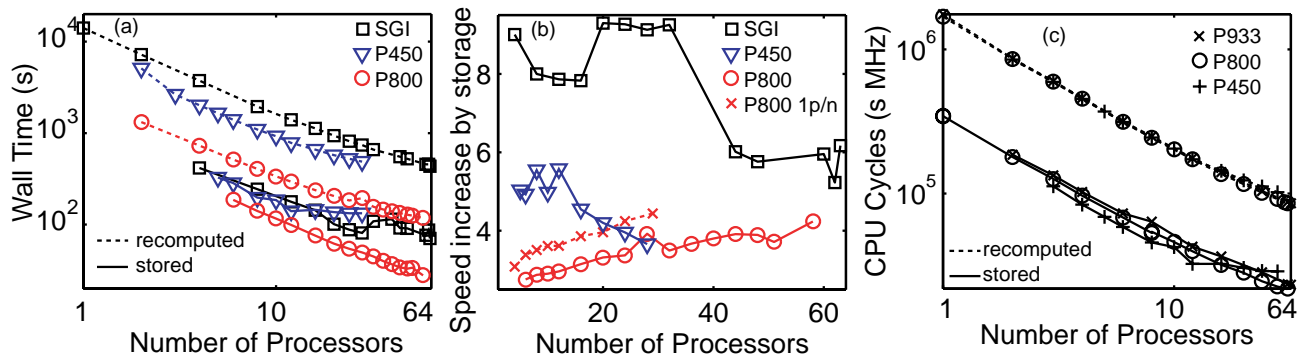 (a)
SGI
P450
P800
10^4
10^3
10^2
Wall Time (s)
recomputed
stored
1
10
64
Number of Processors
(b)
SGI
P450
P800
P800 1p/n
8
6
4
Speed increase by storage
0
20
40
60
Number of Processors
(c)
P933
P800
P450
10^6
10^5
CPU Cycles (s MHz)
recomputed
stored
1
10
64
Number of Processors